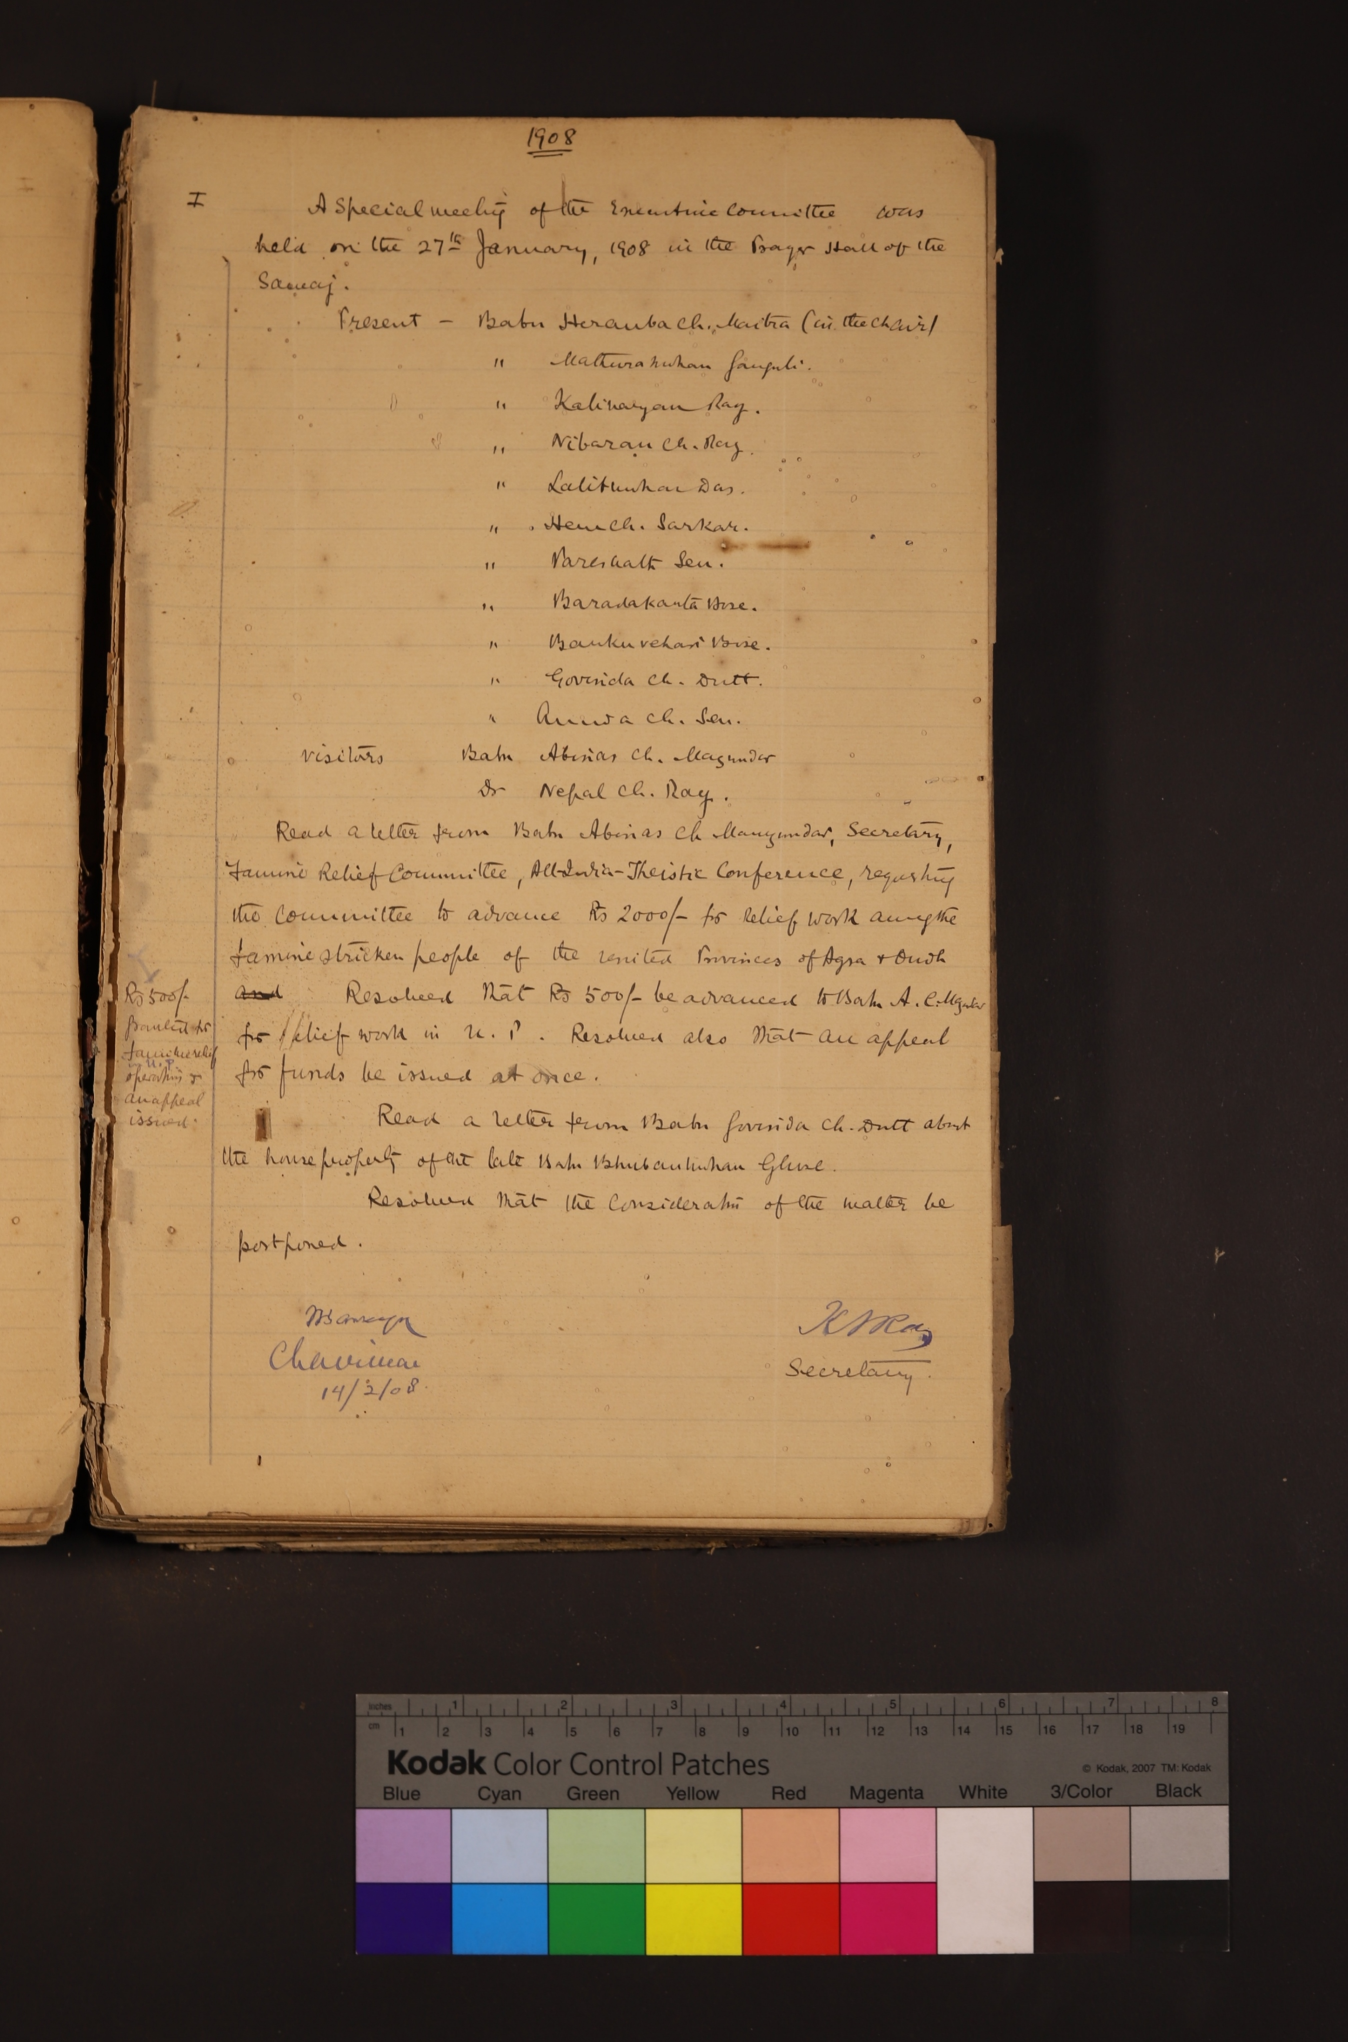 1908
I
A Special meeting of the Executive Committee was
held on the 27th January, 1908 in the Prayer Hall of the
Samaj.
Present - Babu Heramba Ch. Maitra (in the chair)
" Mathuramohan Ganguli.
" Kalinarayan Ray.
" Nibaran Ch. Ray.
" Lalitmohan Das.
" Hem Ch. Sarkar.
" Pareshnath Sen.
" Baradakanta Bose.
" Bankuvehari Bose.
" Govinda Ch. Dutt.
" Ch. Sen.
Visitors Babu Abinas Ch. Mazumdar
Dr Nepal Ch. Ray.
Read a letter from Babu Abinas Ch Mazumdar, Secretary,
Famine Relief Committee, All-India-Theistic Conference, requesting
the Committee to advance Rs 2000/- for relief work among the
famine stricken people of the United Provinces of Agra & Oudh
and Resolved that Rs 500/- be advanced to Babu A. C. Mazumdar
for relief work in U. P. Resolved also that an appeal
for funds be issued at once.
Rs 500/-
granted for
famine relief
in U. P.
operations &
an appeal
issued.
Read a letter from Babu Govinda Ch. Dutt about
the house property of the late Babu Bhubanmohan Ghose.
Resolved that the consideration of the matter be
postponed.
Chairman
14/2/08.
K N Ray
Secretary.
inches 1 2 3 4 5 6 7 8
cm 1 2 3 4 5 6 7 8 9 10 11 12 13 14 15 16 17 18 19
Kodak Color Control Patches
© Kodak, 2007 TM: Kodak
Blue Cyan Green Yellow Red Magenta White 3/Color Black